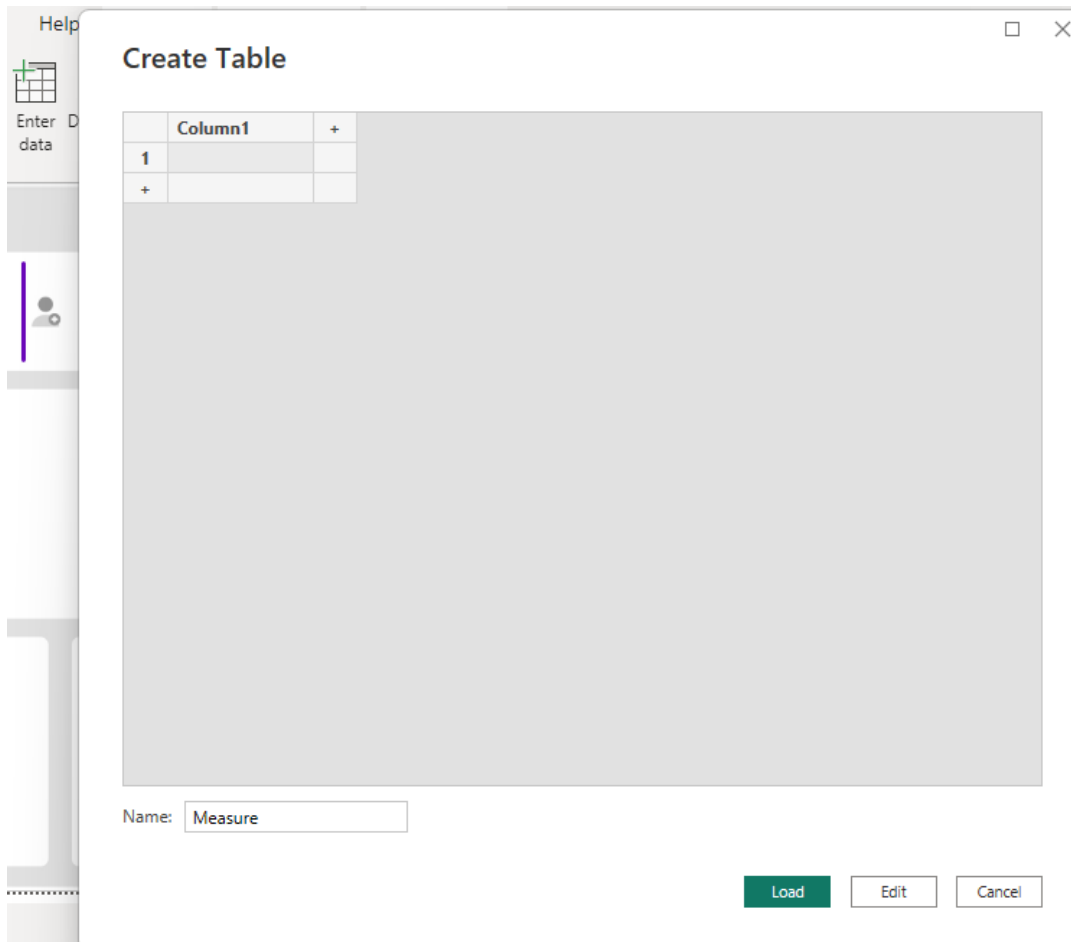 Help
Create Table
Enter D
data
Column1 +
1
+
Name: Measure
Load Edit Cancel